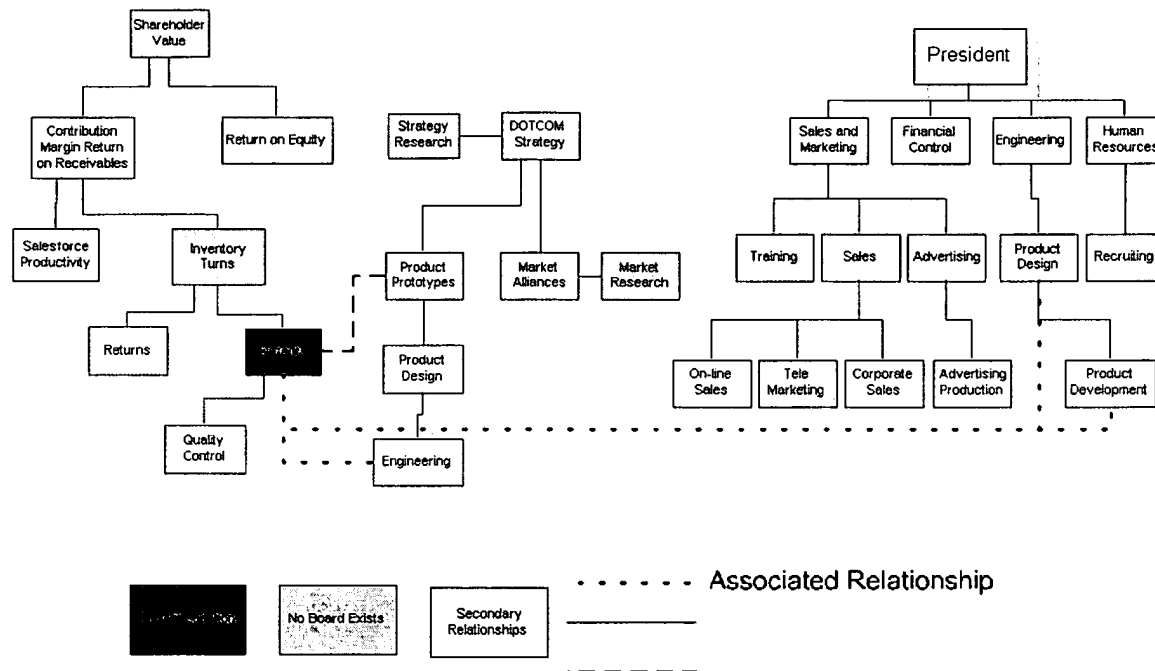 Shareholder
Value
Contribution
Margin Return
on Receivables
Return on Equity
Salesforce
Productivity
Inventory
Turns
Returns
Quality
Control
Strategy
Research
DOTCOM
Strategy
Product
Prototypes
Market
Alliances
Market
Research
Product
Design
Engineering
President
Sales and
Marketing
Financial
Control
Engineering
Human
Resources
Training
Sales
Advertising
Product
Design
Recruiting
On-line
Sales
Tele
Marketing
Corporate
Sales
Advertising
Production
Product
Development
No Board Exists
Secondary
Relationships
Associated Relationship